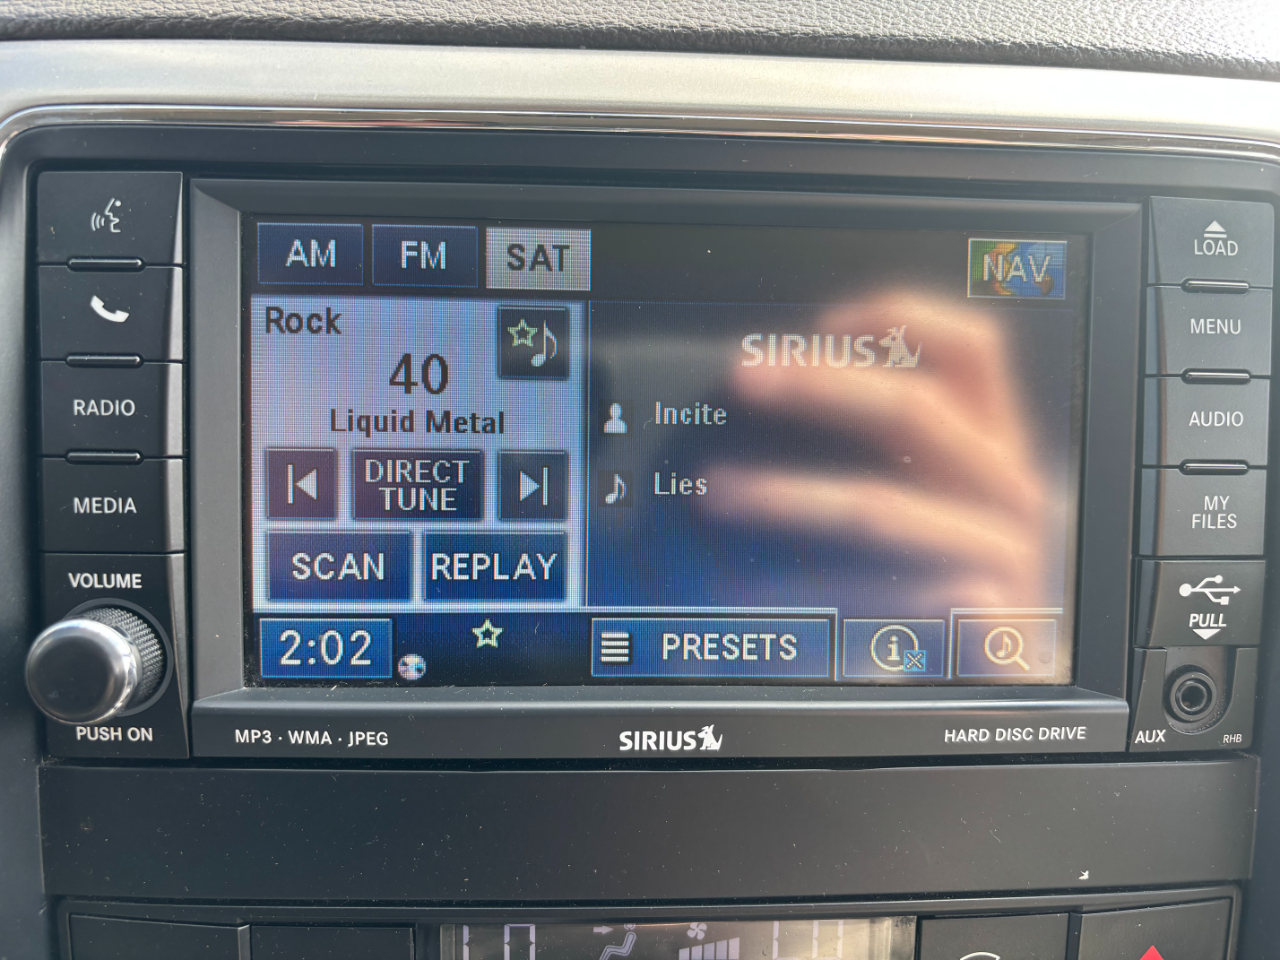 AM
FM
SAT
NAV
Rock
40
Liquid Metal
DIRECT
TUNE
SCAN
REPLAY
SIRIUS
Incite
Lies
2:02
PRESETS
RADIO
MEDIA
VOLUME
PUSH ON
LOAD
MENU
AUDIO
MY
FILES
PULL
AUX
RHB
MP3 · WMA · JPEG
SIRIUS
HARD DISC DRIVE